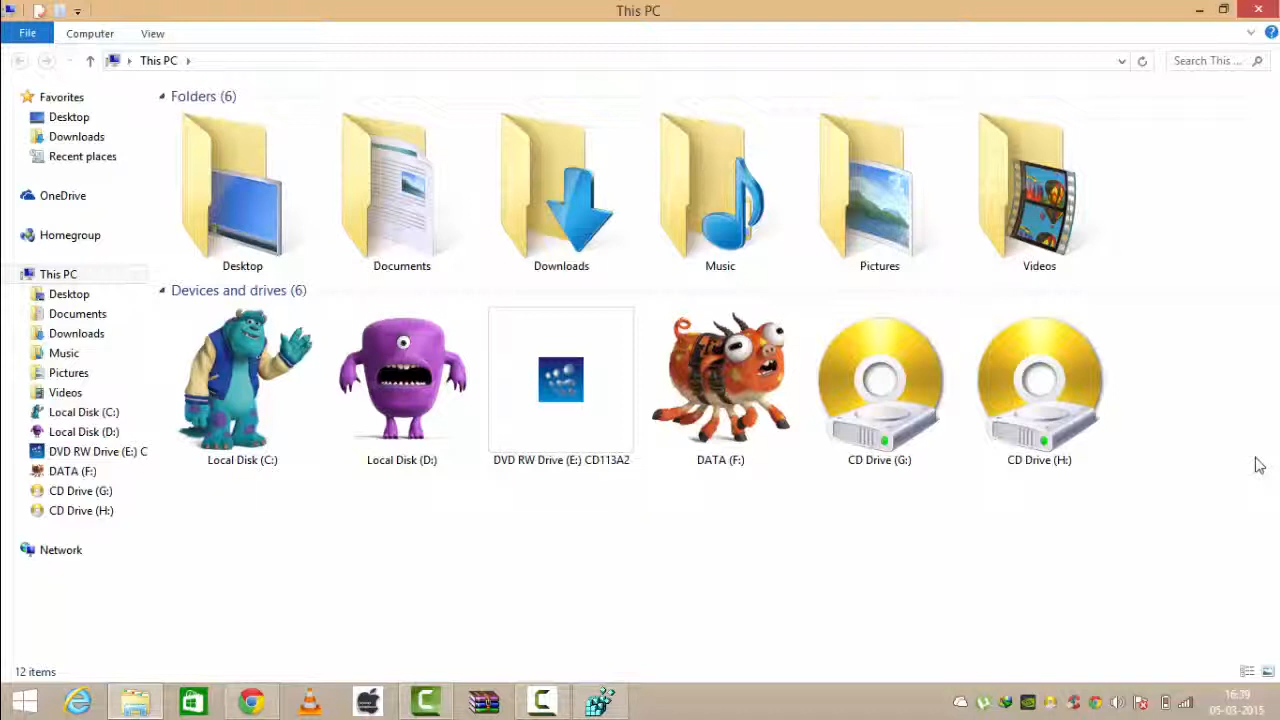 This PC
File
Computer
View
This PC
Search This ...
Favorites
Desktop
Downloads
Recent places
OneDrive
Homegroup
This PC
Desktop
Documents
Downloads
Music
Pictures
Videos
Local Disk (C:)
Local Disk (D:)
DVD RW Drive (E:) C
DATA (F:)
CD Drive (G:)
CD Drive (H:)
Network
Folders (6)
Desktop
Documents
Downloads
Music
Pictures
Videos
Devices and drives (6)
Local Disk (C:)
Local Disk (D:)
DVD RW Drive (E:) CD113A2
DATA (F:)
CD Drive (G:)
CD Drive (H:)
12 items
16:39
05-03-2015